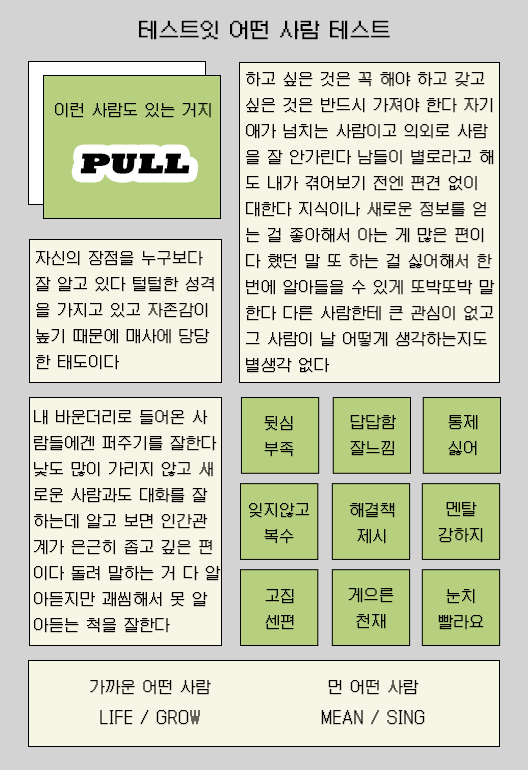 테스트잇 어떤 사람 테스트
이런 사람도 있는 거지
PULL
하고 싶은 것은 꼭 해야 하고 갖고
싶은 것은 반드시 가져야 한다 자기
애가 넘치는 사람이고 의외로 사람
을 잘 안가린다 남들이 별로라고 해
도 내가 겪어보기 전엔 편견 없이
대한다 지식이나 새로운 정보를 얻
는 걸 좋아해서 아는 게 많은 편이
다 했던 말 또 하는 걸 싫어해서 한
번에 알아들을 수 있게 또박또박 말
한다 다른 사람한테 큰 관심이 없고
그 사람이 날 어떻게 생각하는지도
별생각 없다
자신의 장점을 누구보다
잘 알고 있다 털털한 성격
을 가지고 있고 자존감이
높기 때문에 매사에 당당
한 태도이다
내 바운더리로 들어온 사
람들에겐 퍼주기를 잘한다
낯도 많이 가리지 않고 새
로운 사람과도 대화를 잘
하는데 알고 보면 인간관
계가 은근히 좁고 깊은 편
이다 돌려 말하는 거 다 알
아듣지만 괘씸해서 못 알
아듣는 척을 잘한다
뒷심
부족
답답함
잘느낌
통제
싫어
잊지않고
복수
해결책
제시
멘탈
강하지
고집
센편
게으른
천재
눈치
빨라요
가까운 어떤 사람
LIFE / GROW
먼 어떤 사람
MEAN / SING